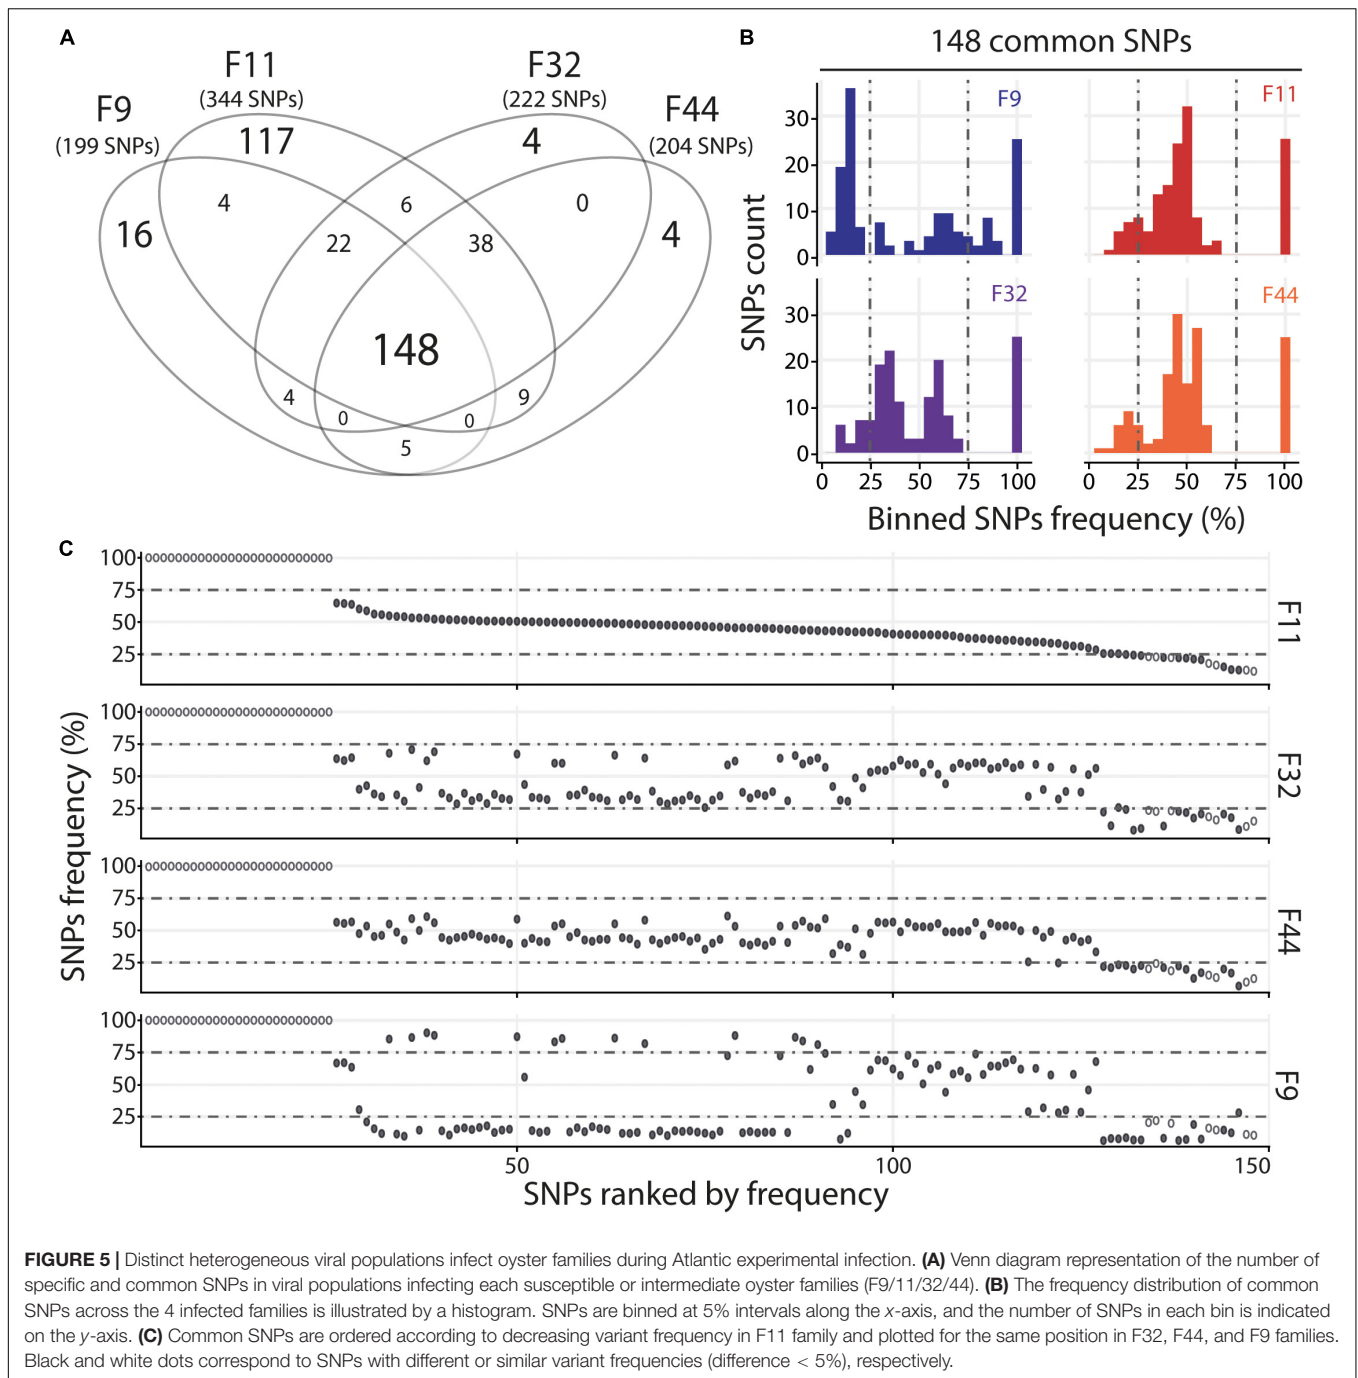 A
F11
(344 SNPs)
F32
(222 SNPs)
F9
(199 SNPs)
F44
(204 SNPs)
117
4
4
6
0
16
22
38
4
148
4
0
0
9
5
B
148 common SNPs
SNPs count
30
20
10
0
F9
F11
30
20
10
0
F32
F44
0 25 50 75 100
0 25 50 75 100
Binned SNPs frequency (%)
C
SNPs frequency (%)
100
75
50
25
F11
100
75
50
25
F32
100
75
50
25
F44
100
75
50
25
F9
50 100 150
SNPs ranked by frequency
FIGURE 5 | Distinct heterogeneous viral populations infect oyster families during Atlantic experimental infection. (A) Venn diagram representation of the number of
specific and common SNPs in viral populations infecting each susceptible or intermediate oyster families (F9/11/32/44). (B) The frequency distribution of common
SNPs across the 4 infected families is illustrated by a histogram. SNPs are binned at 5% intervals along the x-axis, and the number of SNPs in each bin is indicated
on the y-axis. (C) Common SNPs are ordered according to decreasing variant frequency in F11 family and plotted for the same position in F32, F44, and F9 families.
Black and white dots correspond to SNPs with different or similar variant frequencies (difference < 5%), respectively.